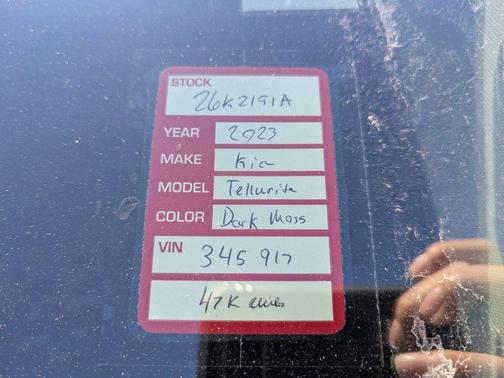 STOCK
26K2191A
YEAR 2023
MAKE Kia
MODEL Telluride
COLOR Dark Moss
VIN 345917
47K miles